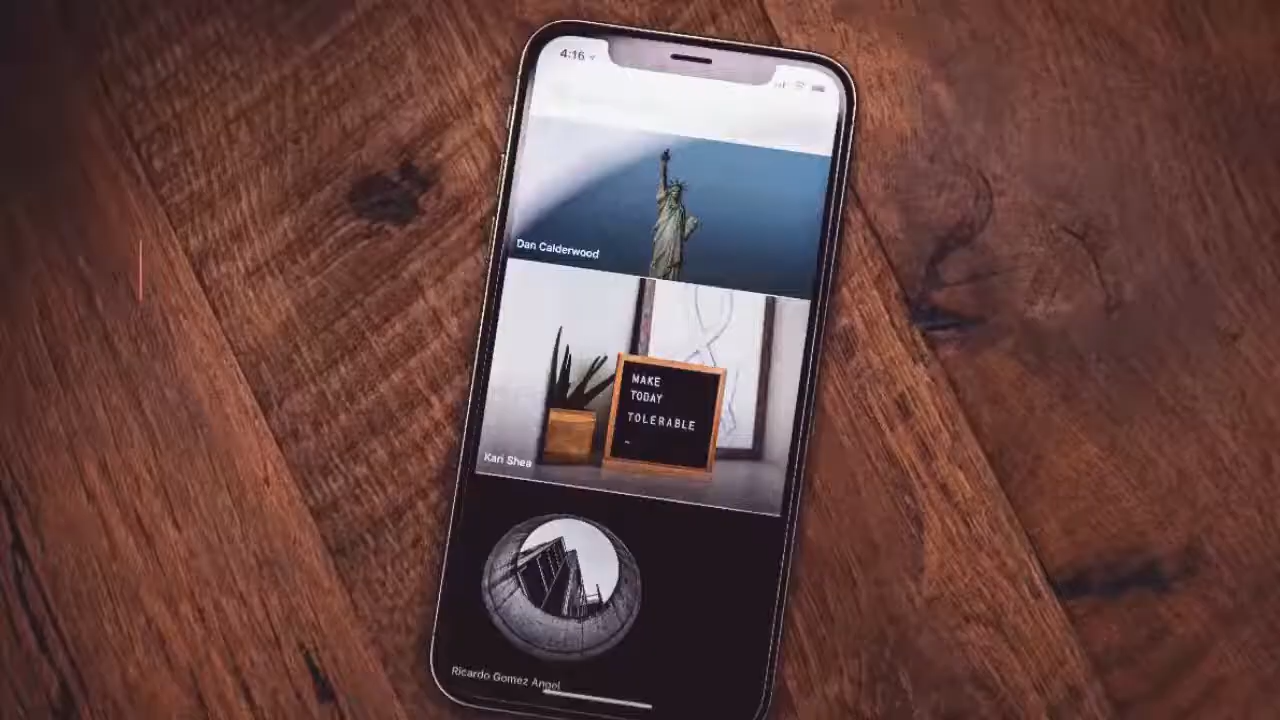 4:16
Dan Calderwood
MAKE
TODAY
TOLERABLE
Kari Shea
Ricardo Gomez Angel